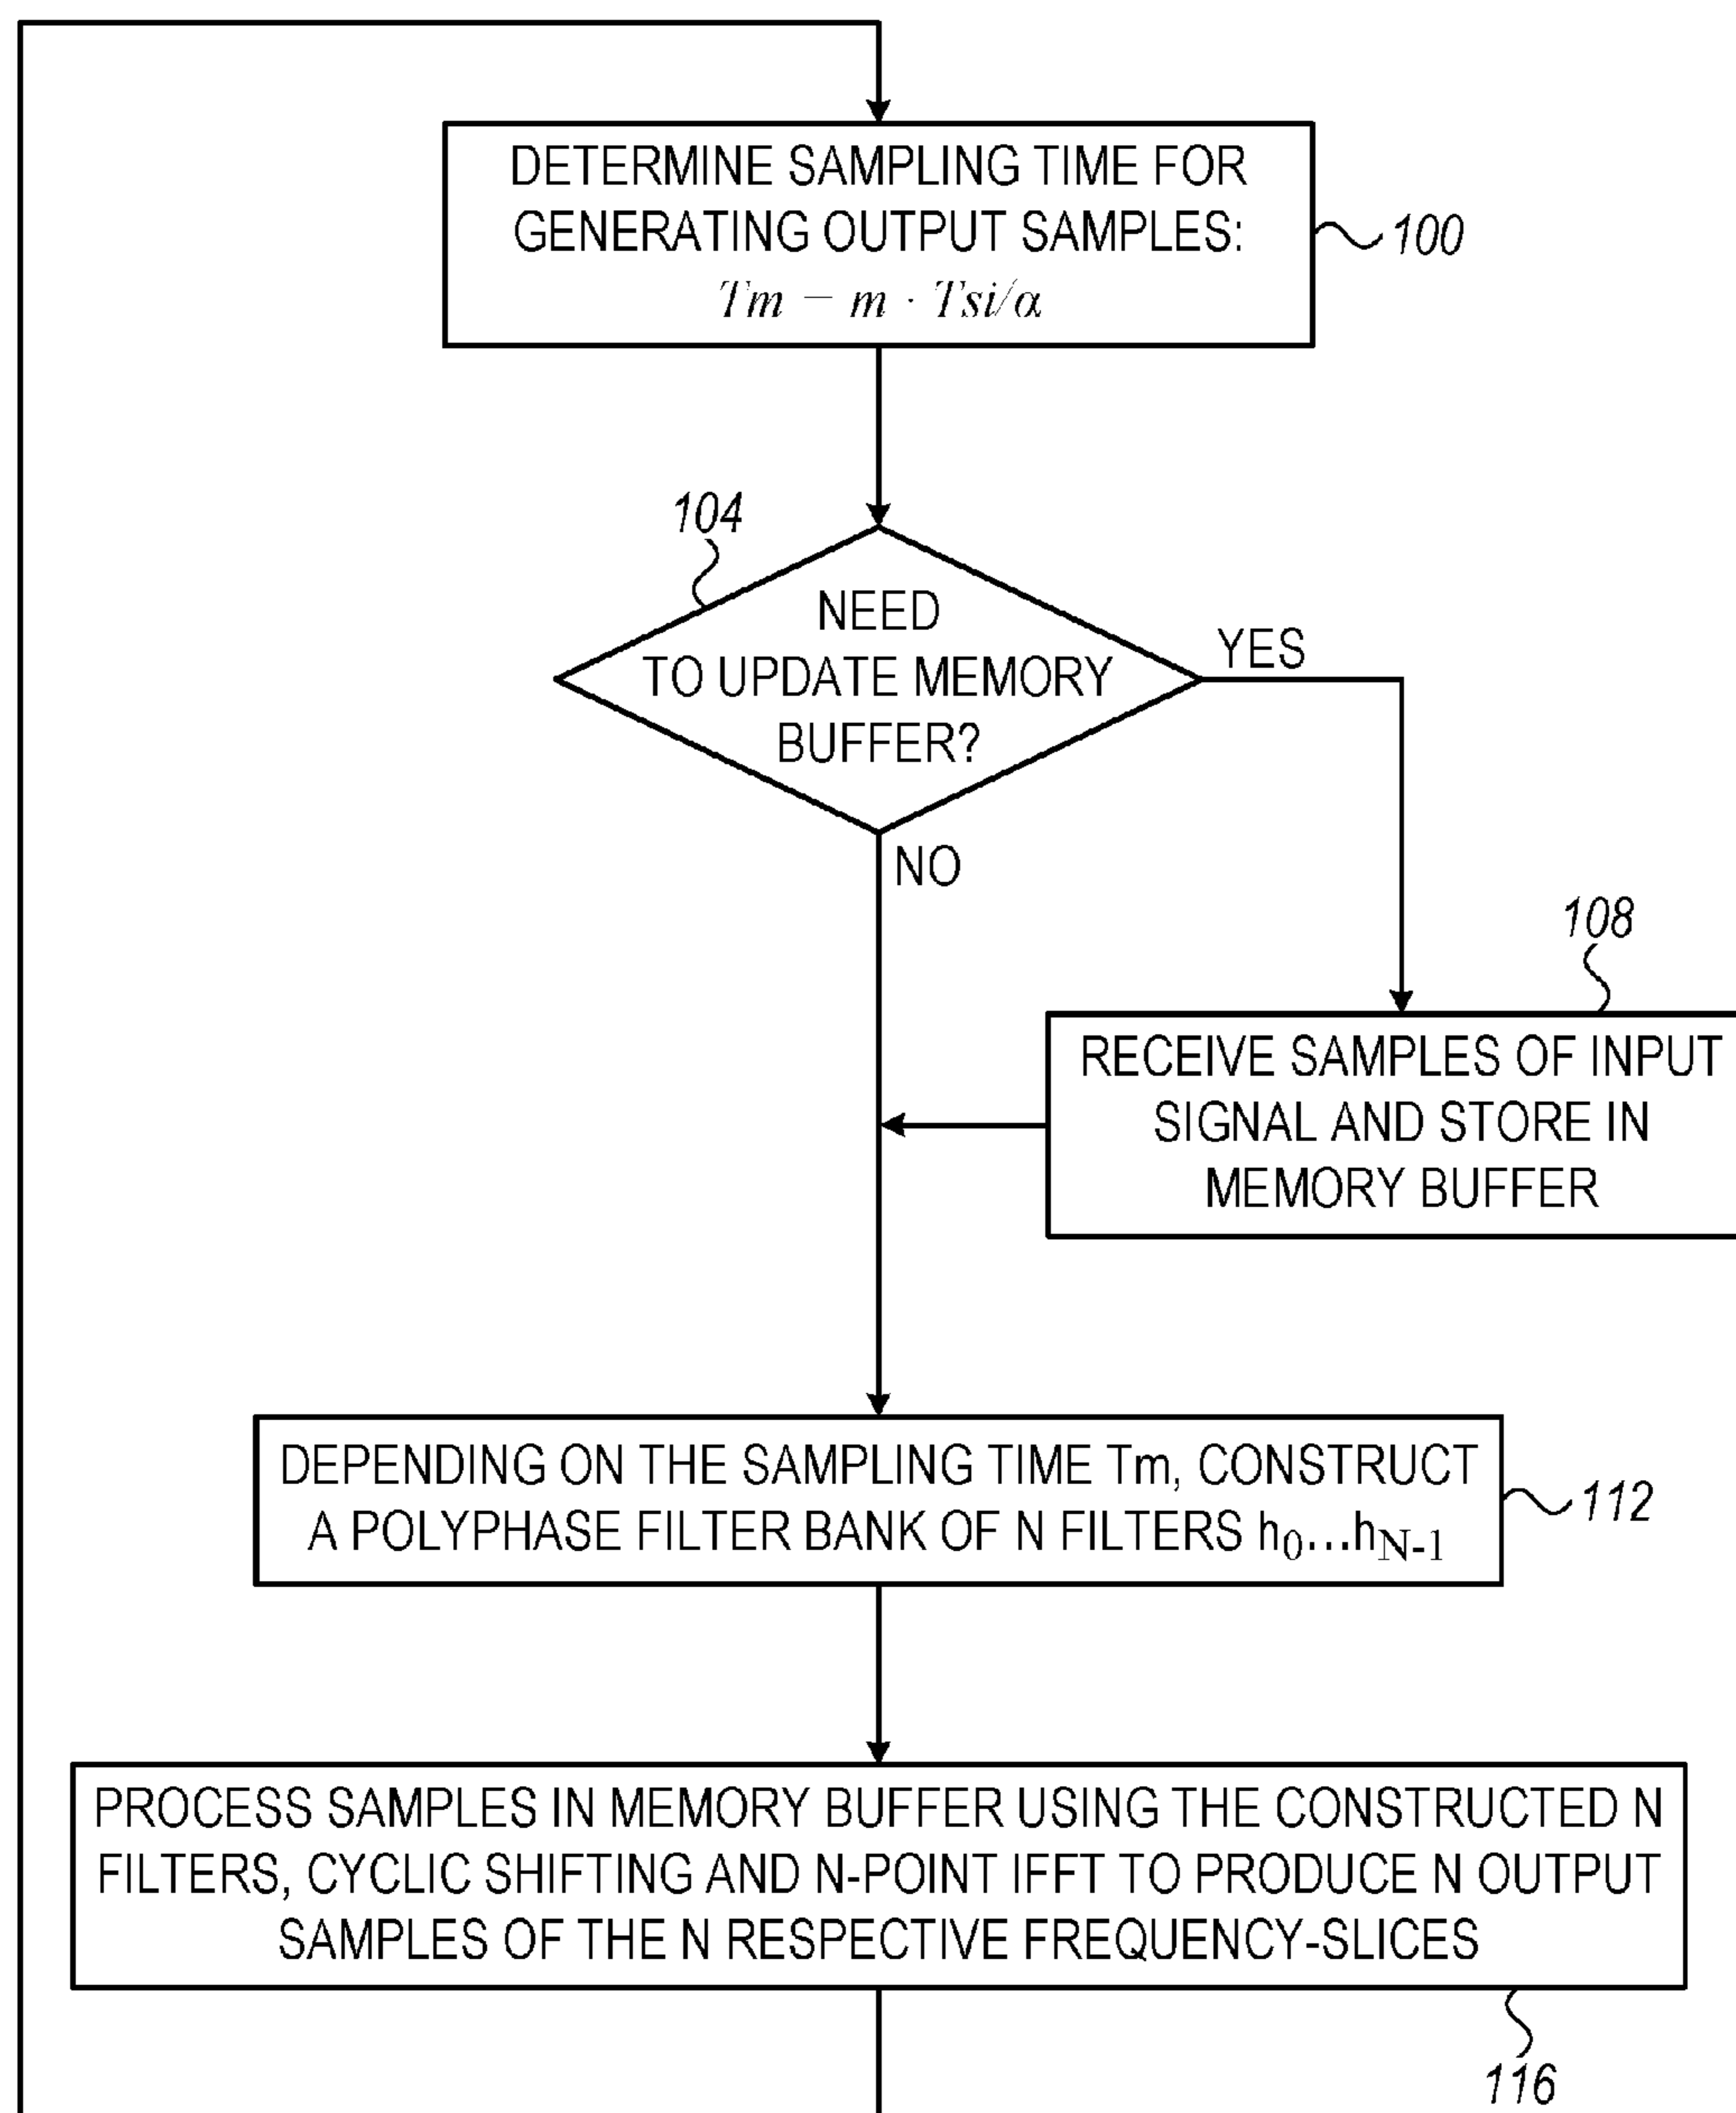 DETERMINE SAMPLING TIME FOR
GENERATING OUTPUT SAMPLES:
Tm = m · Tsi/α
100
104
NEED
TO UPDATE MEMORY
BUFFER?
YES
NO
108
RECEIVE SAMPLES OF INPUT
SIGNAL AND STORE IN
MEMORY BUFFER
DEPENDING ON THE SAMPLING TIME Tm, CONSTRUCT
A POLYPHASE FILTER BANK OF N FILTERS h₀...h_{N-1}
112
PROCESS SAMPLES IN MEMORY BUFFER USING THE CONSTRUCTED N
FILTERS, CYCLIC SHIFTING AND N-POINT IFFT TO PRODUCE N OUTPUT
SAMPLES OF THE N RESPECTIVE FREQUENCY-SLICES
116